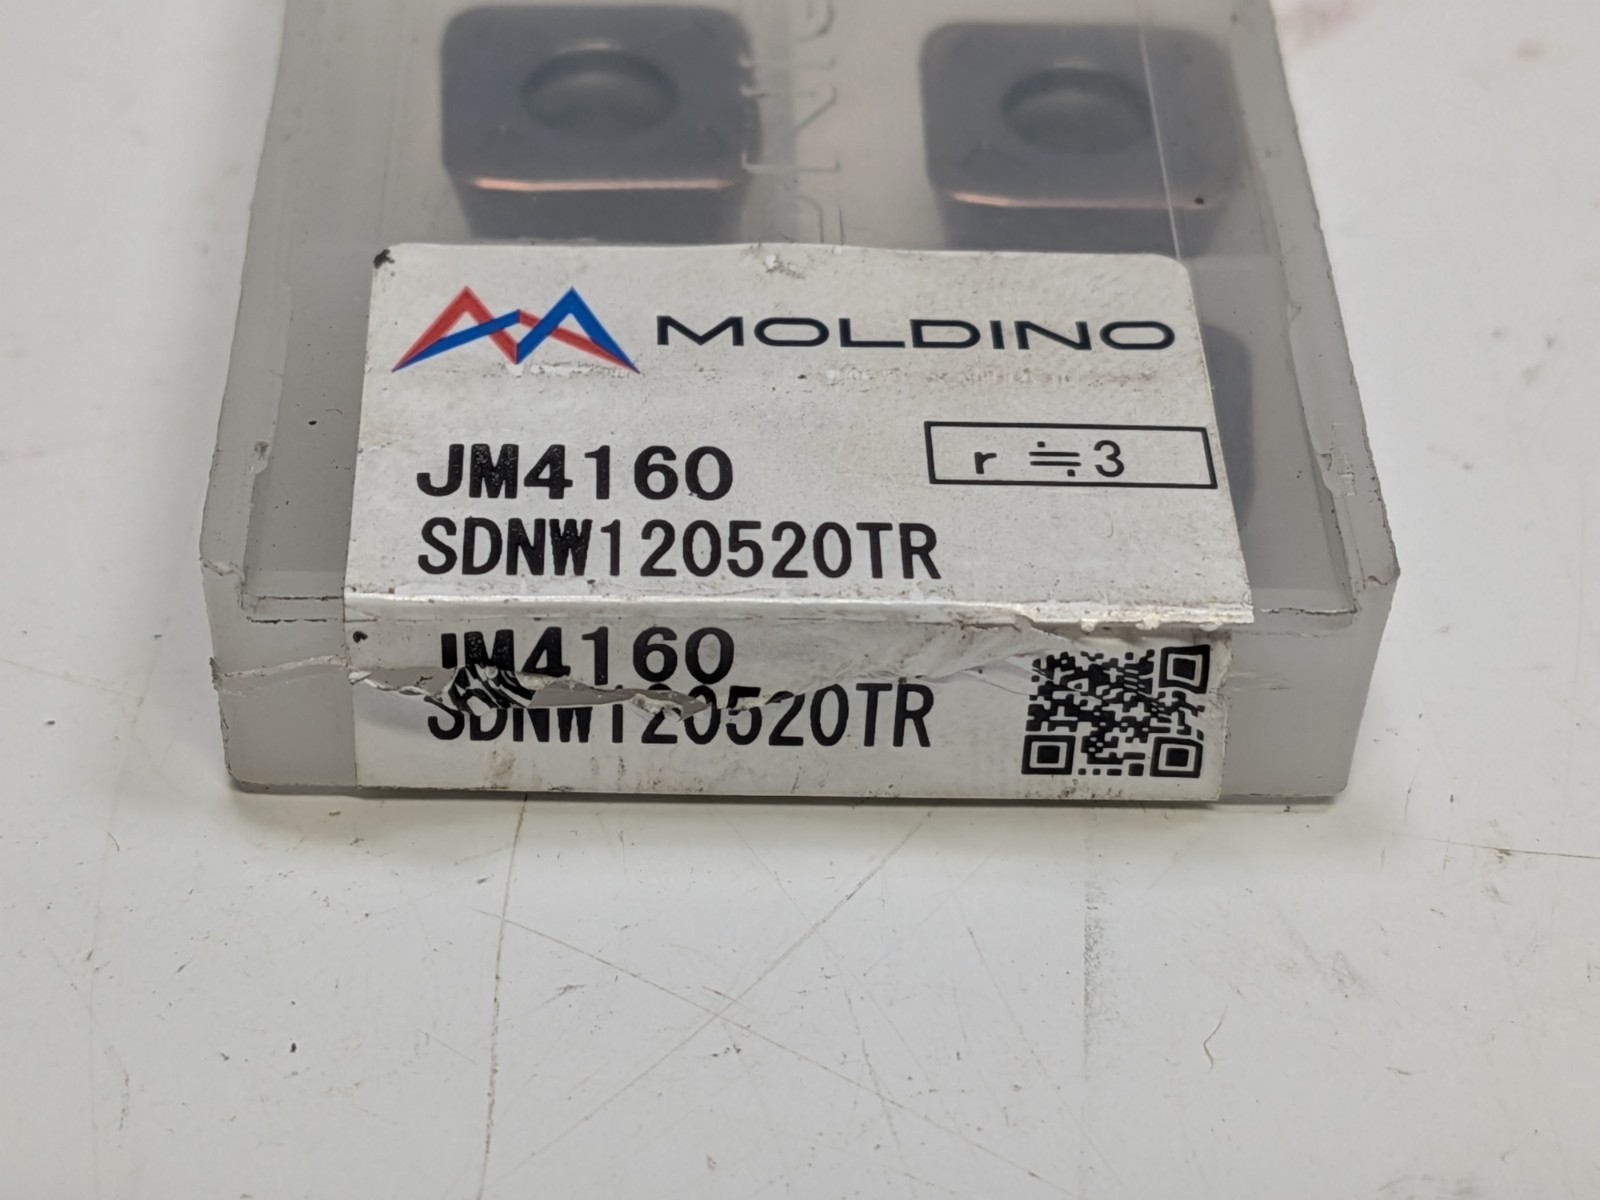 MOLDINO
JM4160
r ≒ 3
SDNW120520TR
JM4160
SDNW120520TR